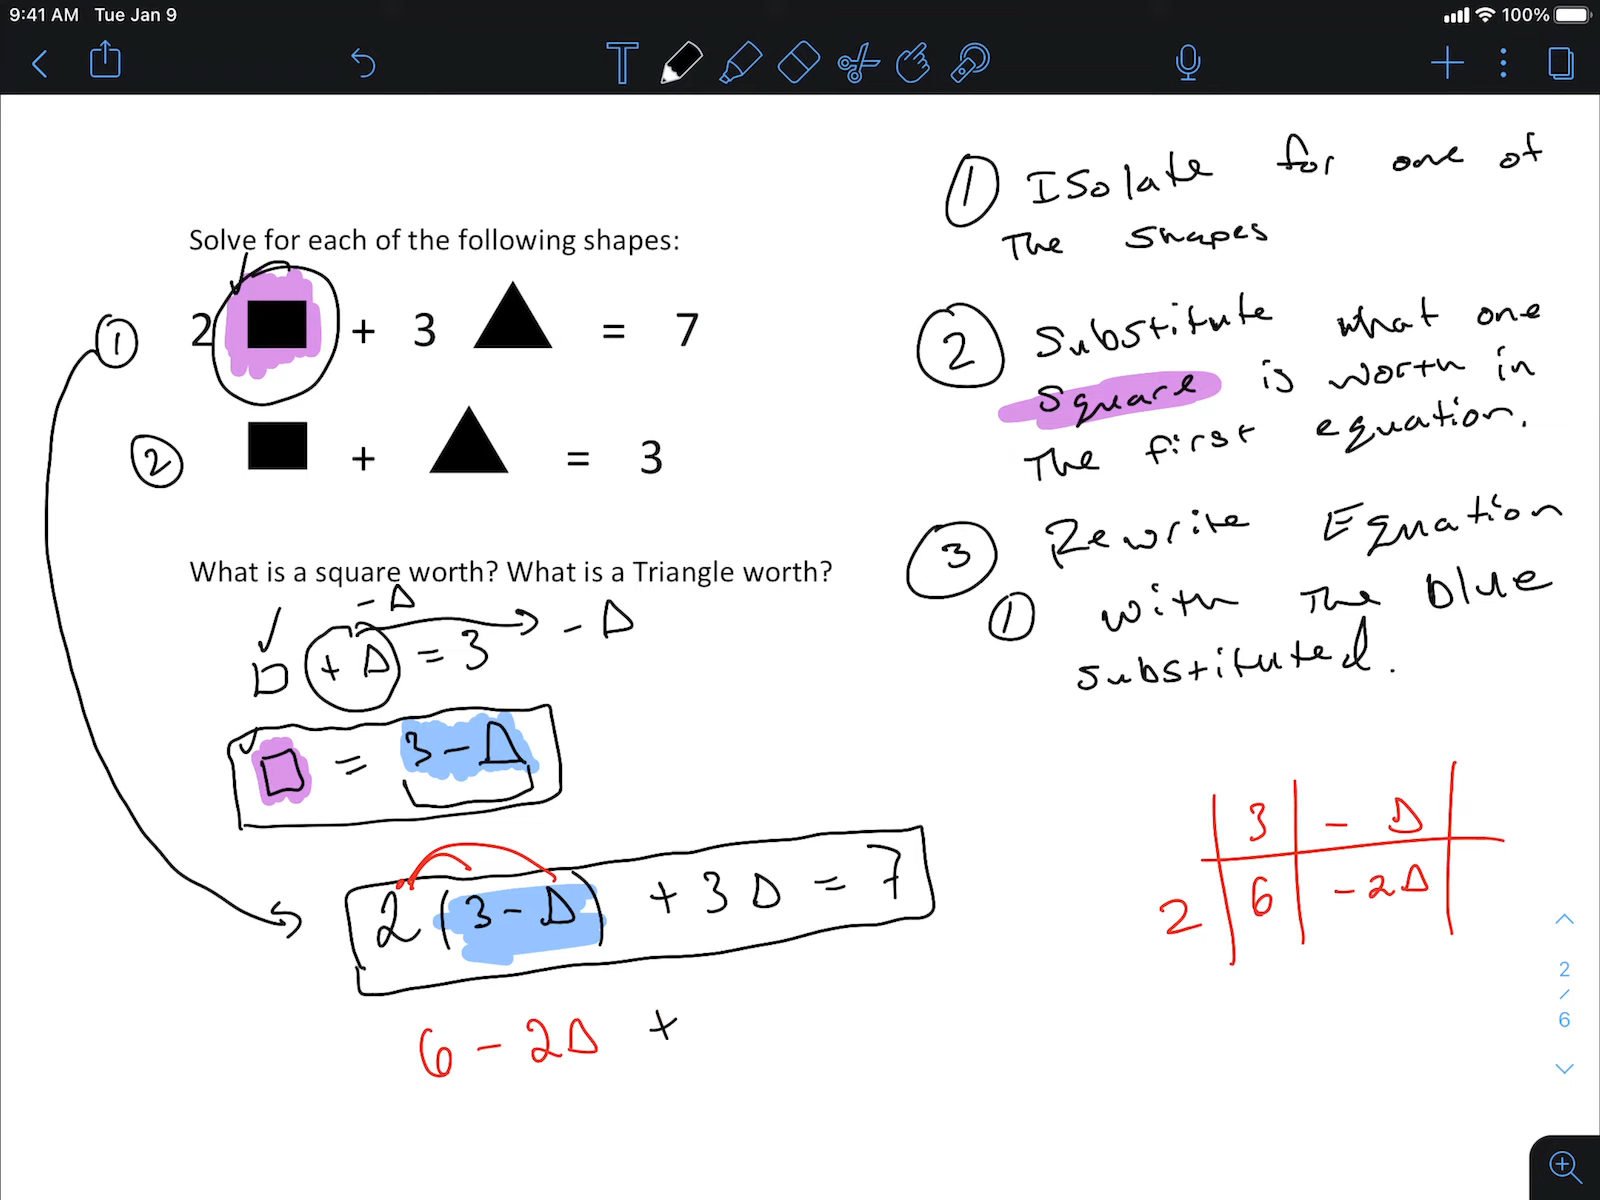 9:41 AM Tue Jan 9
100%
Solve for each of the following shapes:
① 2 ■ + 3 ▲ = 7
② ■ + ▲ = 3
What is a square worth? What is a Triangle worth?
- Δ
□ + Δ = 3 - Δ
□ = 3 - Δ
2 (3 - Δ) + 3 Δ = 7
6 - 2Δ +
① Isolate for one of
The shapes
② Substitute what one
square is worth in
The first equation.
③ Rewrite Equation
① with The blue
substituted.
3 - Δ
2 6 -2Δ
2
/
6